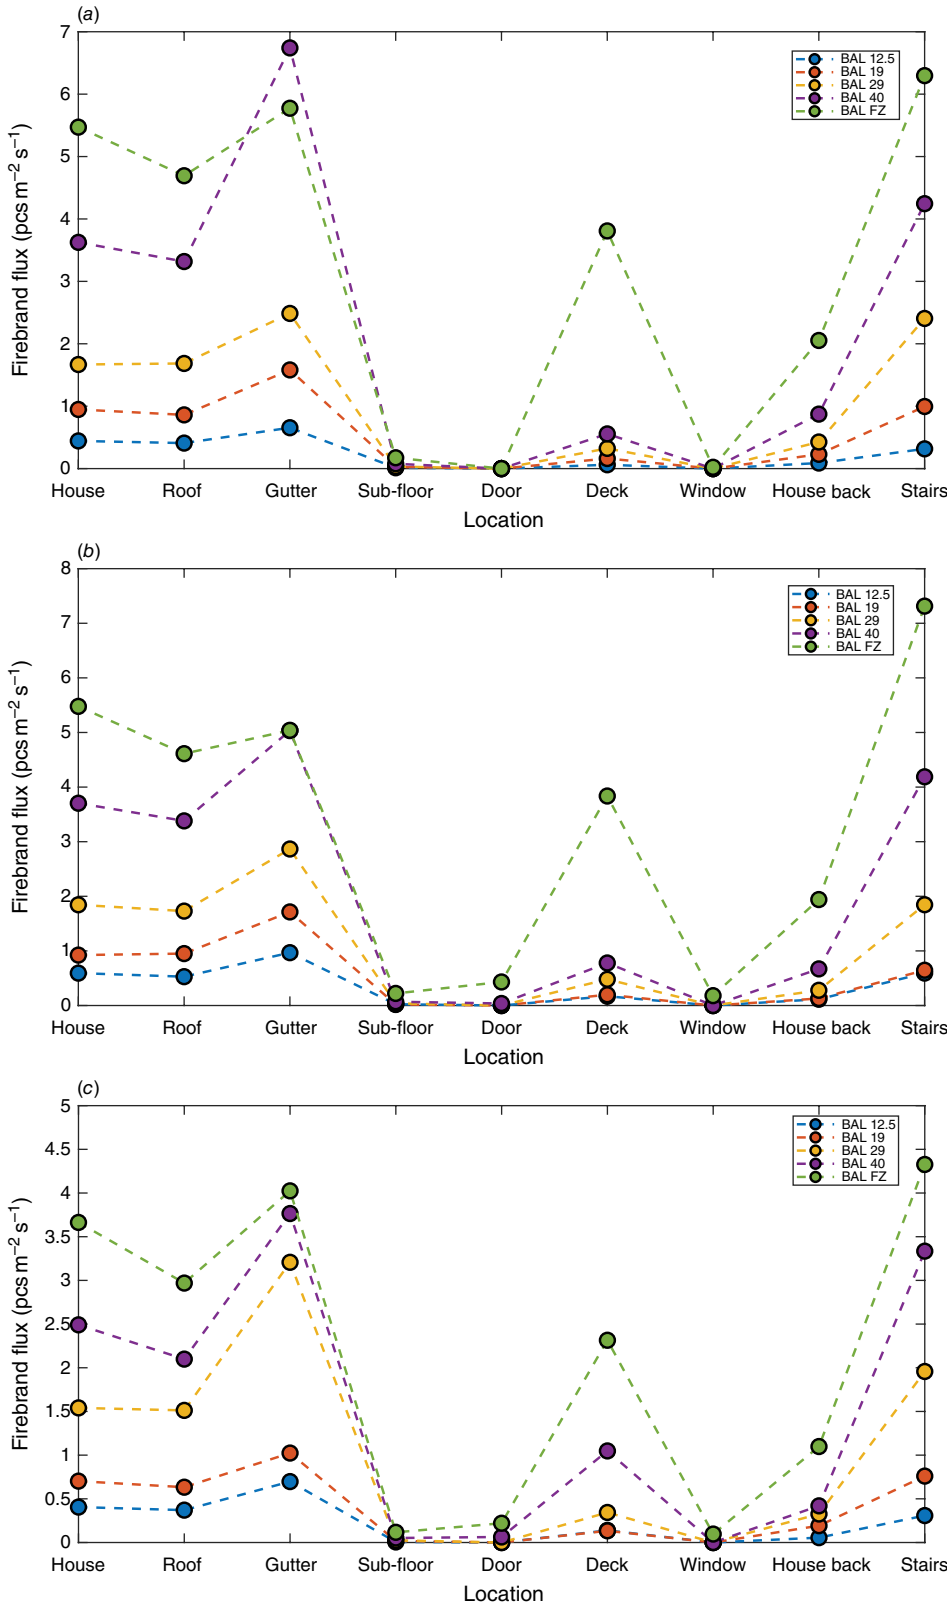 (a)
7
6
5
4
3
2
1
0
Firebrand flux (pcs m−2 s−1)
BAL 12.5
BAL 19
BAL 29
BAL 40
BAL FZ
House Roof Gutter Sub-floor Door Deck Window House back Stairs
Location
(b)
8
7
6
5
4
3
2
1
0
Firebrand flux (pcs m−2 s−1)
BAL 12.5
BAL 19
BAL 29
BAL 40
BAL FZ
House Roof Gutter Sub-floor Door Deck Window House back Stairs
Location
(c)
5
4.5
4
3.5
3
2.5
2
1.5
1
0.5
0
Firebrand flux (pcs m−2 s−1)
BAL 12.5
BAL 19
BAL 29
BAL 40
BAL FZ
House Roof Gutter Sub-floor Door Deck Window House back Stairs
Location